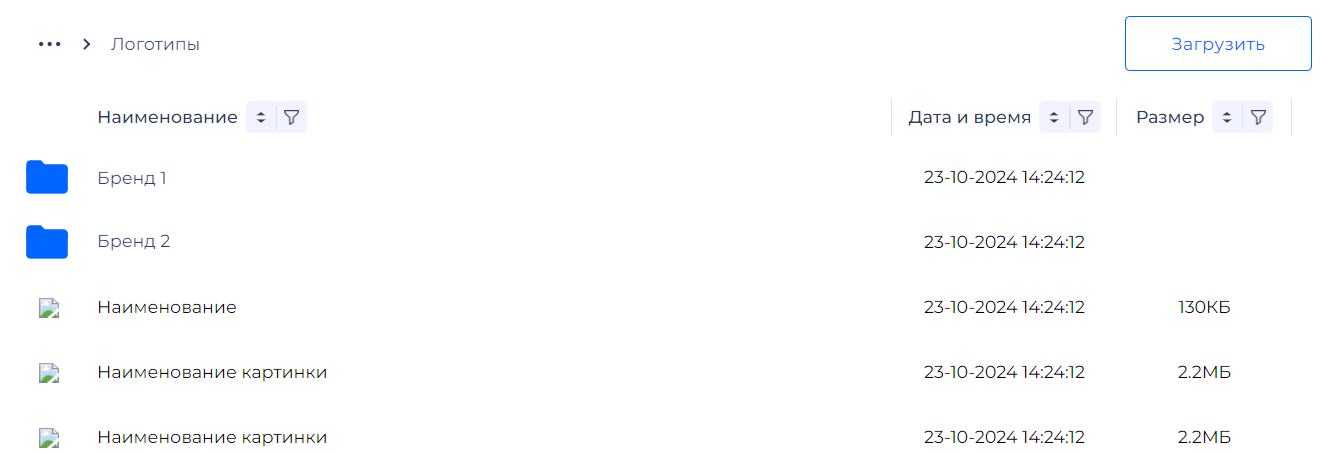 ... > Логотипы Загрузить
Наименование Дата и время Размер
Бренд 1 23-10-2024 14:24:12
Бренд 2 23-10-2024 14:24:12
Наименование 23-10-2024 14:24:12 130КБ
Наименование картинки 23-10-2024 14:24:12 2.2МБ
Наименование картинки 23-10-2024 14:24:12 2.2МБ